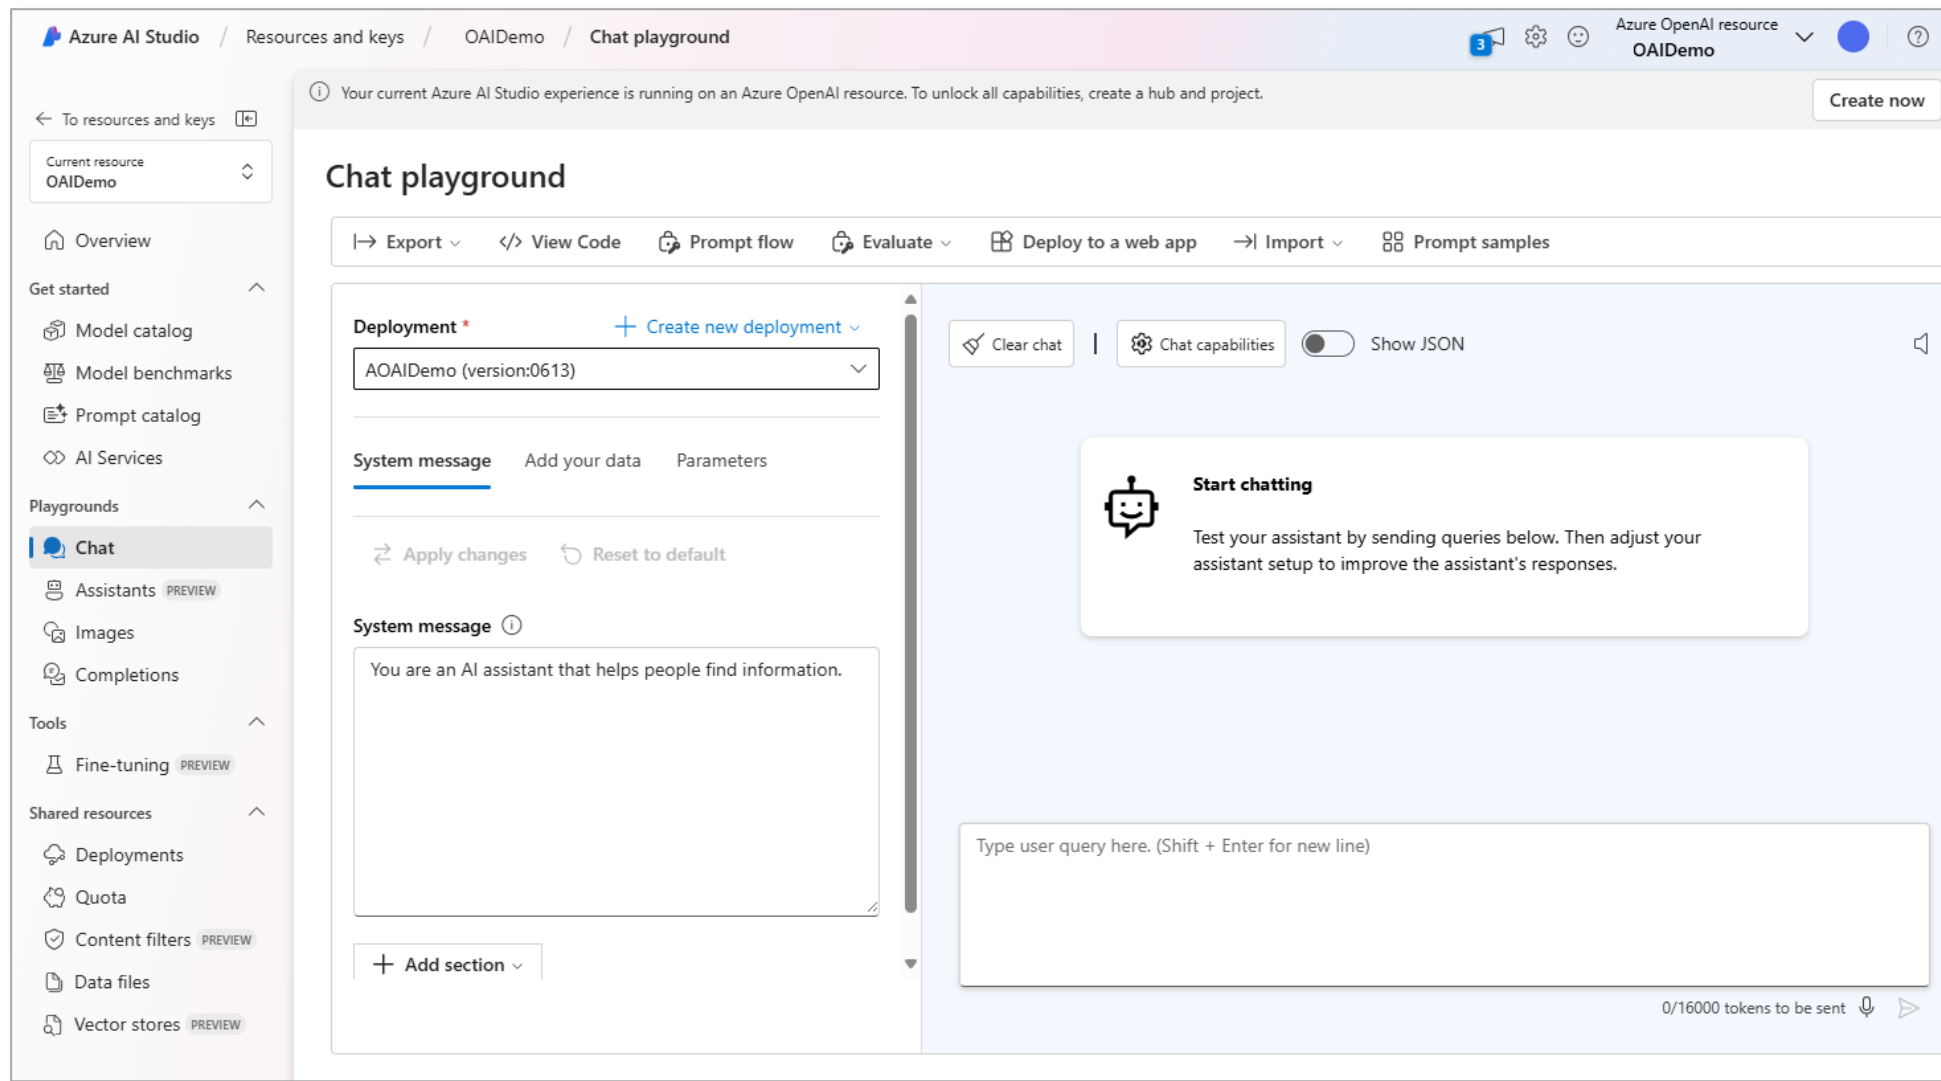 Azure AI Studio / Resources and keys / OAIDemo / Chat playground
3
Azure OpenAI resource
OAIDemo
Your current Azure AI Studio experience is running on an Azure OpenAI resource. To unlock all capabilities, create a hub and project.
Create now
To resources and keys
Current resource
OAIDemo
Overview
Get started
Model catalog
Model benchmarks
Prompt catalog
AI Services
Playgrounds
Chat
Assistants PREVIEW
Images
Completions
Tools
Fine-tuning PREVIEW
Shared resources
Deployments
Quota
Content filters PREVIEW
Data files
Vector stores PREVIEW
Chat playground
Export
View Code
Prompt flow
Evaluate
Deploy to a web app
Import
Prompt samples
Deployment *
Create new deployment
AOAIDemo (version:0613)
System message
Add your data
Parameters
Apply changes
Reset to default
System message
You are an AI assistant that helps people find information.
Add section
Clear chat
Chat capabilities
Show JSON
Start chatting
Test your assistant by sending queries below. Then adjust your
assistant setup to improve the assistant's responses.
Type user query here. (Shift + Enter for new line)
0/16000 tokens to be sent